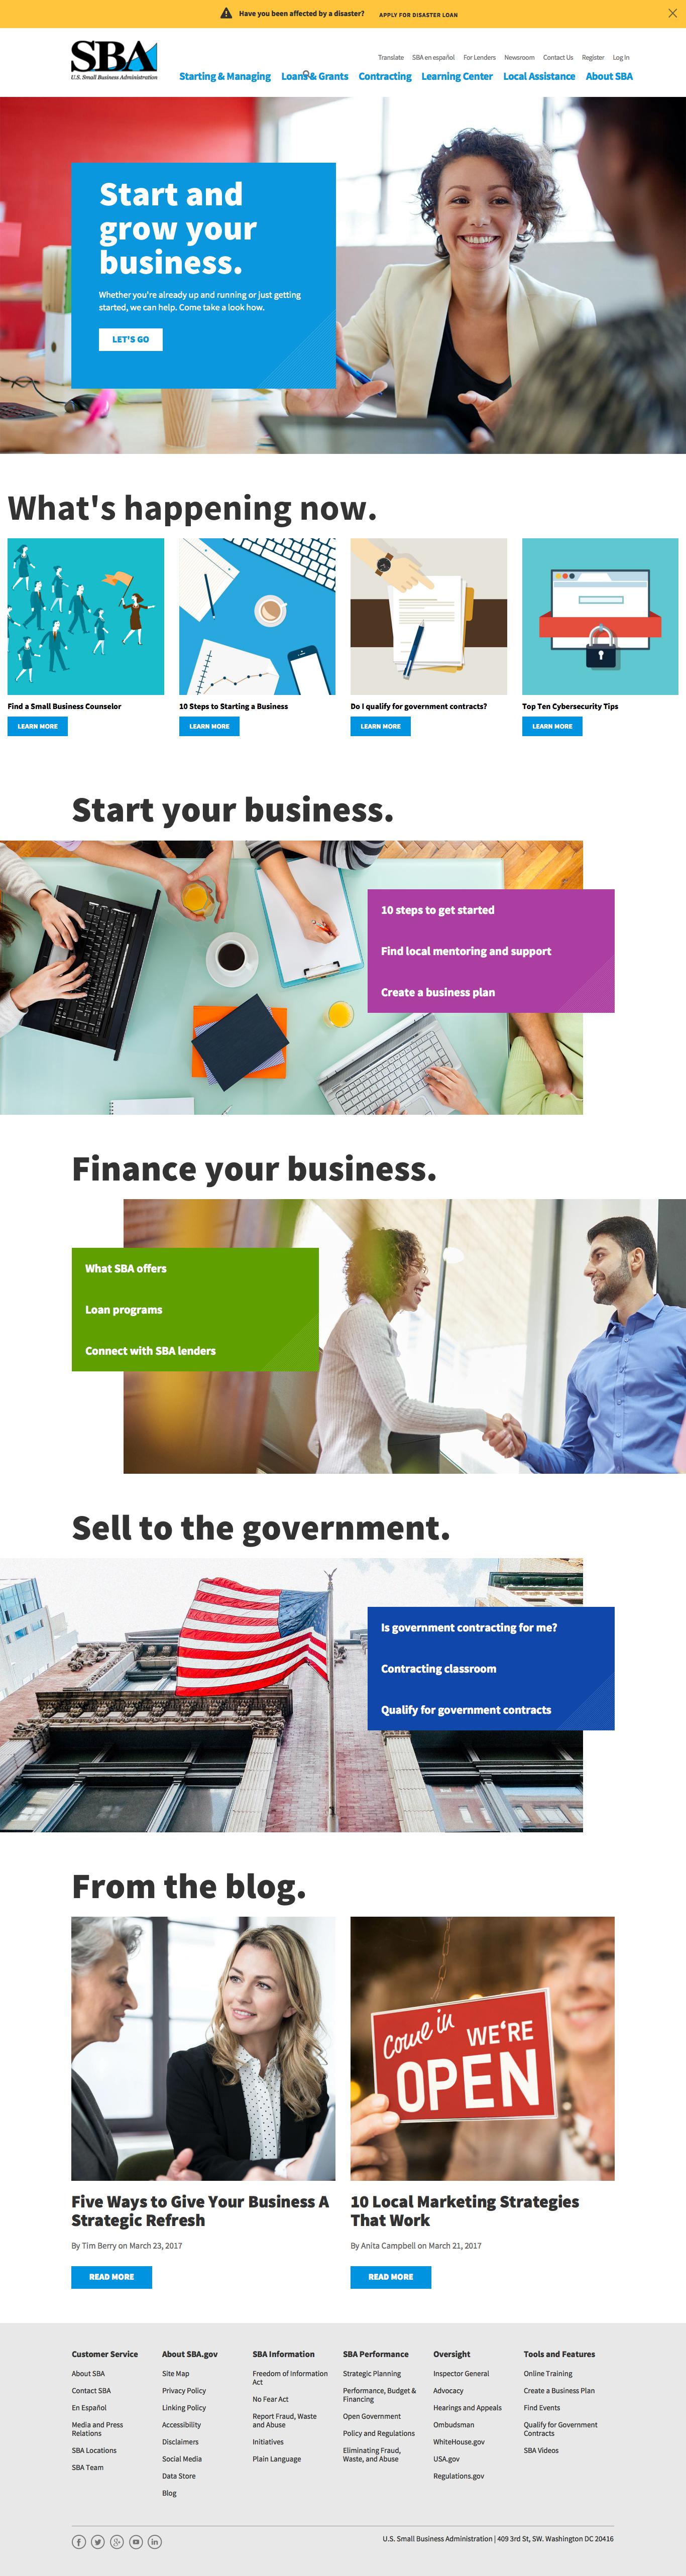 Have you been affected by a disaster? APPLY FOR DISASTER LOAN
SBA
U.S. Small Business Administration
Translate SBA en español For Lenders Newsroom Contact Us Register Log In
Starting & Managing Loans & Grants Contracting Learning Center Local Assistance About SBA
Start and
grow your
business.
Whether you're already up and running or just getting
started, we can help. Come take a look how.
LET'S GO
What's happening now.
Find a Small Business Counselor
LEARN MORE
10 Steps to Starting a Business
LEARN MORE
Do I qualify for government contracts?
LEARN MORE
Top Ten Cybersecurity Tips
LEARN MORE
Start your business.
10 steps to get started
Find local mentoring and support
Create a business plan
Finance your business.
What SBA offers
Loan programs
Connect with SBA lenders
Sell to the government.
Is government contracting for me?
Contracting classroom
Qualify for government contracts
From the blog.
Come in
WE'RE
OPEN
Five Ways to Give Your Business A
Strategic Refresh
By Tim Berry on March 23, 2017
READ MORE
10 Local Marketing Strategies
That Work
By Anita Campbell on March 21, 2017
READ MORE
Customer Service
About SBA
Contact SBA
En Español
Media and Press
Relations
SBA Locations
SBA Team
About SBA.gov
Site Map
Privacy Policy
Linking Policy
Accessibility
Disclaimers
Social Media
Data Store
Blog
SBA Information
Freedom of Information
Act
No Fear Act
Report Fraud, Waste
and Abuse
Initiatives
Plain Language
SBA Performance
Strategic Planning
Performance, Budget &
Financing
Open Government
Policy and Regulations
Eliminating Fraud,
Waste, and Abuse
Oversight
Inspector General
Advocacy
Hearings and Appeals
Ombudsman
WhiteHouse.gov
USA.gov
Regulations.gov
Tools and Features
Online Training
Create a Business Plan
Find Events
Qualify for Government
Contracts
SBA Videos
U.S. Small Business Administration | 409 3rd St, SW. Washington DC 20416